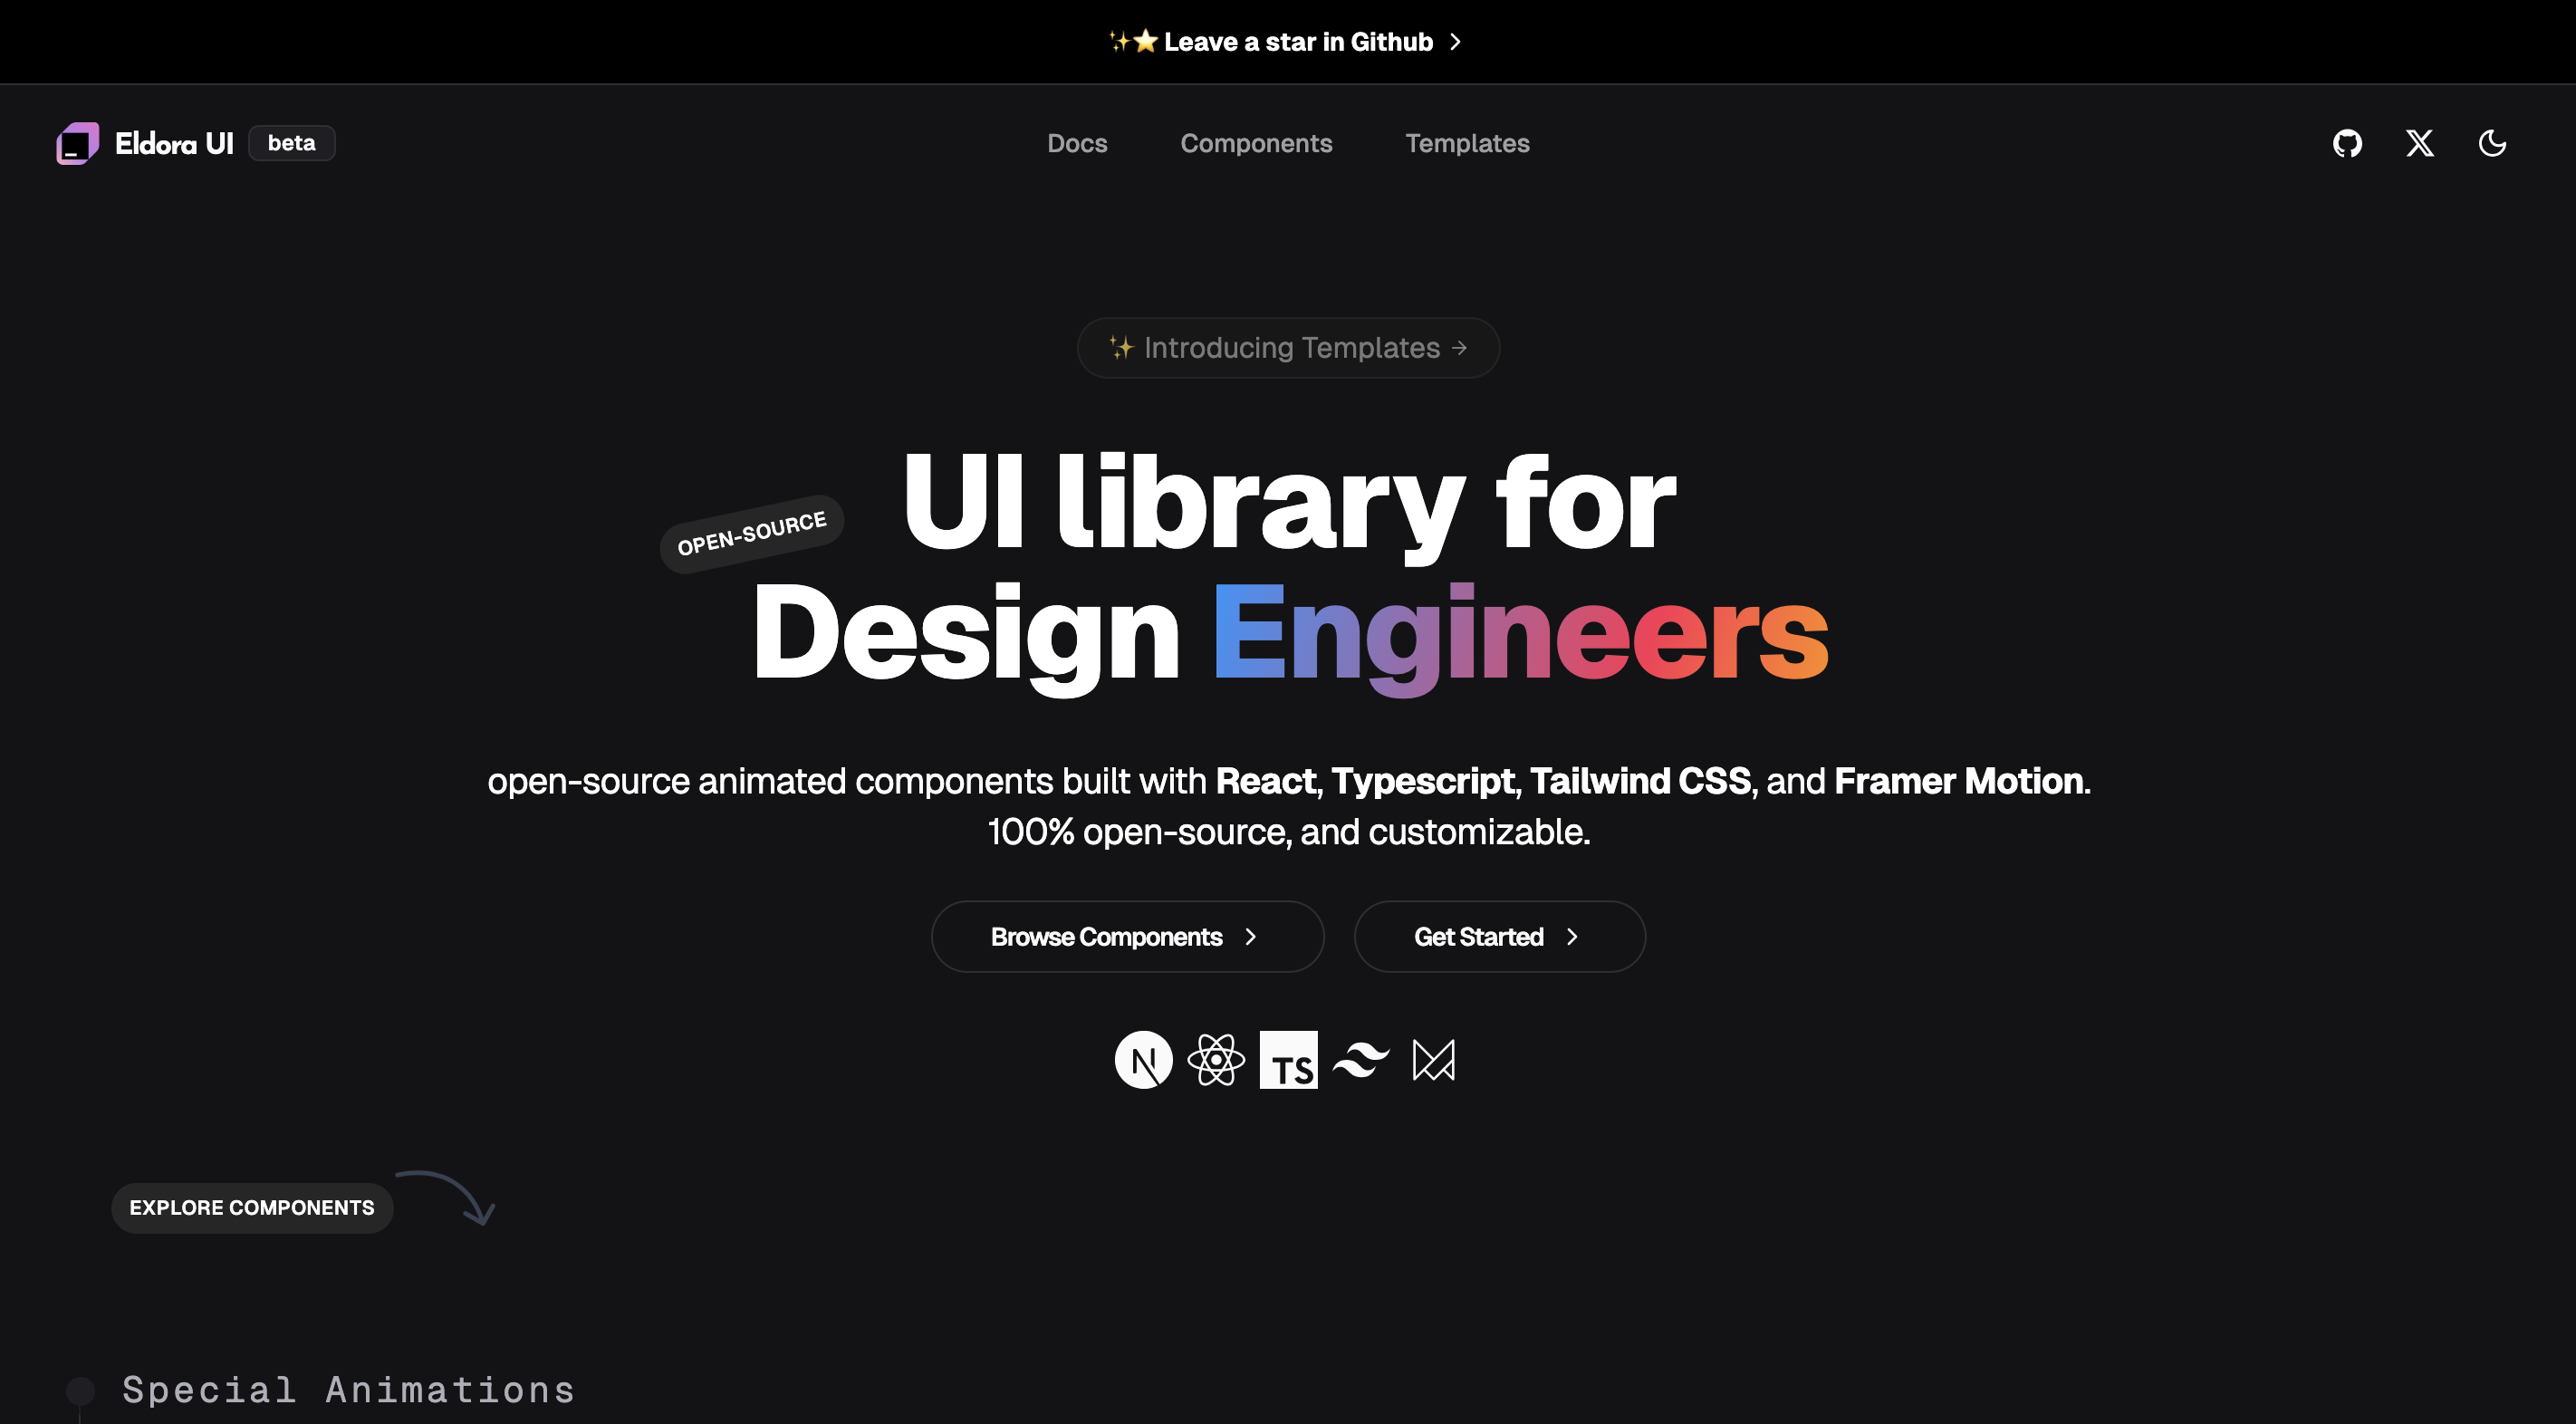 ✨⭐ Leave a star in Github
Eldora UI beta
Docs Components Templates
✨ Introducing Templates →
OPEN-SOURCE
UI library for
Design Engineers
open-source animated components built with React, Typescript, Tailwind CSS, and Framer Motion.
100% open-source, and customizable.
Browse Components
Get Started
N
TS
EXPLORE COMPONENTS
Special Animations